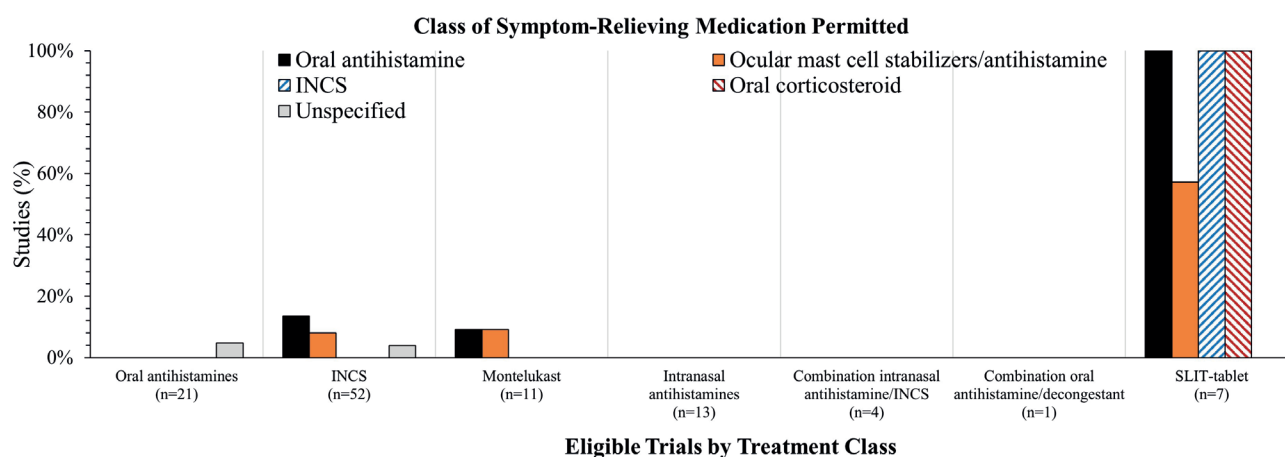 Class of Symptom-Relieving Medication Permitted
100%
80%
60%
40%
20%
0%
Studies (%)
Oral antihistamine
Ocular mast cell stabilizers/antihistamine
INCS
Oral corticosteroid
Unspecified
Oral antihistamines
(n=21)
INCS
(n=52)
Montelukast
(n=11)
Intranasal
antihistamines
(n=13)
Combination intranasal
antihistamine/INCS
(n=4)
Combination oral
antihistamine/decongestant
(n=1)
SLIT-tablet
(n=7)
Eligible Trials by Treatment Class